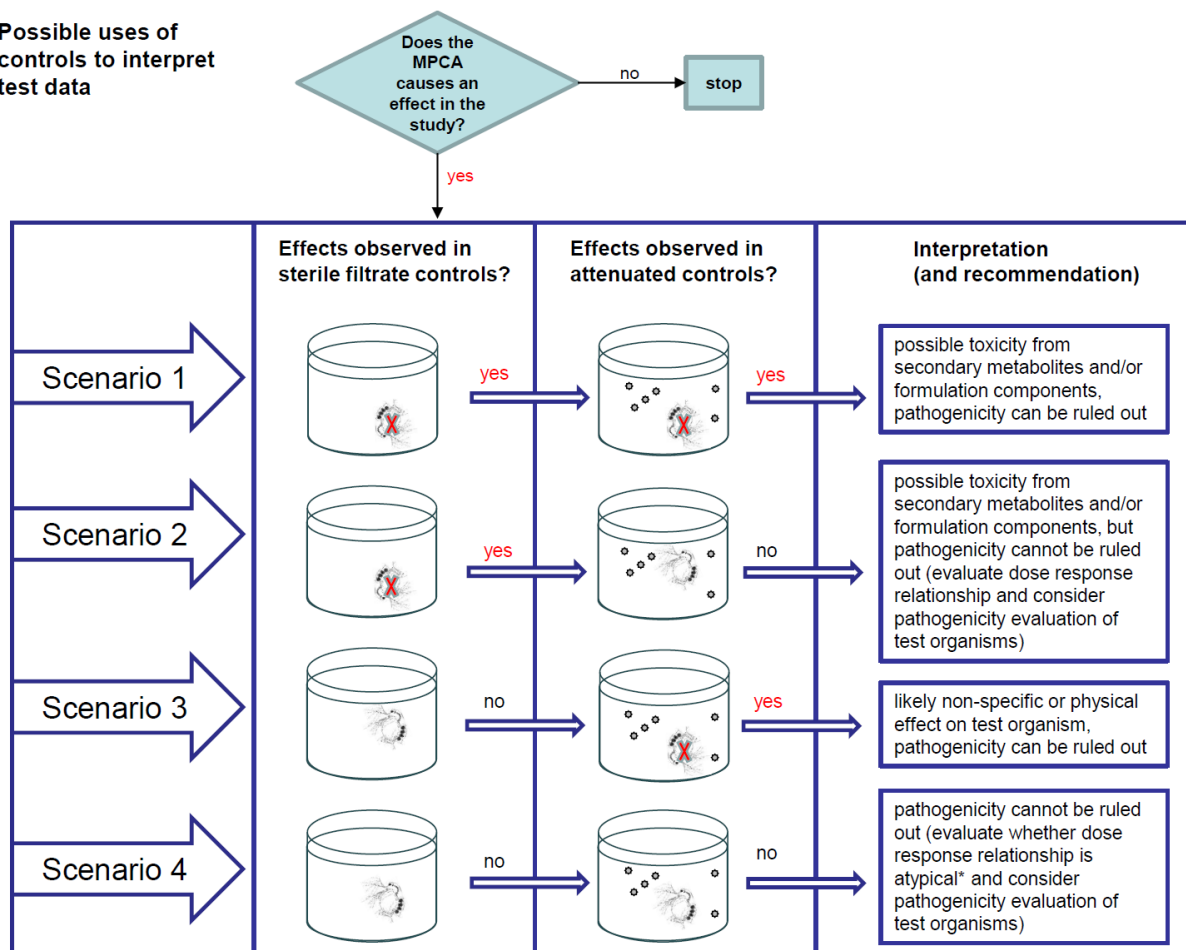 Possible uses of
controls to interpret
test data
Does the
MPCA
causes an
effect in the
study?
no
stop
yes
Effects observed in
sterile filtrate controls?
Effects observed in
attenuated controls?
Interpretation
(and recommendation)
Scenario 1
yes
yes
possible toxicity from
secondary metabolites and/or
formulation components,
pathogenicity can be ruled out
Scenario 2
yes
no
possible toxicity from
secondary metabolites and/or
formulation components, but
pathogenicity cannot be ruled
out (evaluate dose response
relationship and consider
pathogenicity evaluation of
test organisms)
Scenario 3
no
yes
likely non-specific or physical
effect on test organism,
pathogenicity can be ruled out
Scenario 4
no
no
pathogenicity cannot be ruled
out (evaluate whether dose
response relationship is
atypical* and consider
pathogenicity evaluation of
test organisms)
X
X
X
X